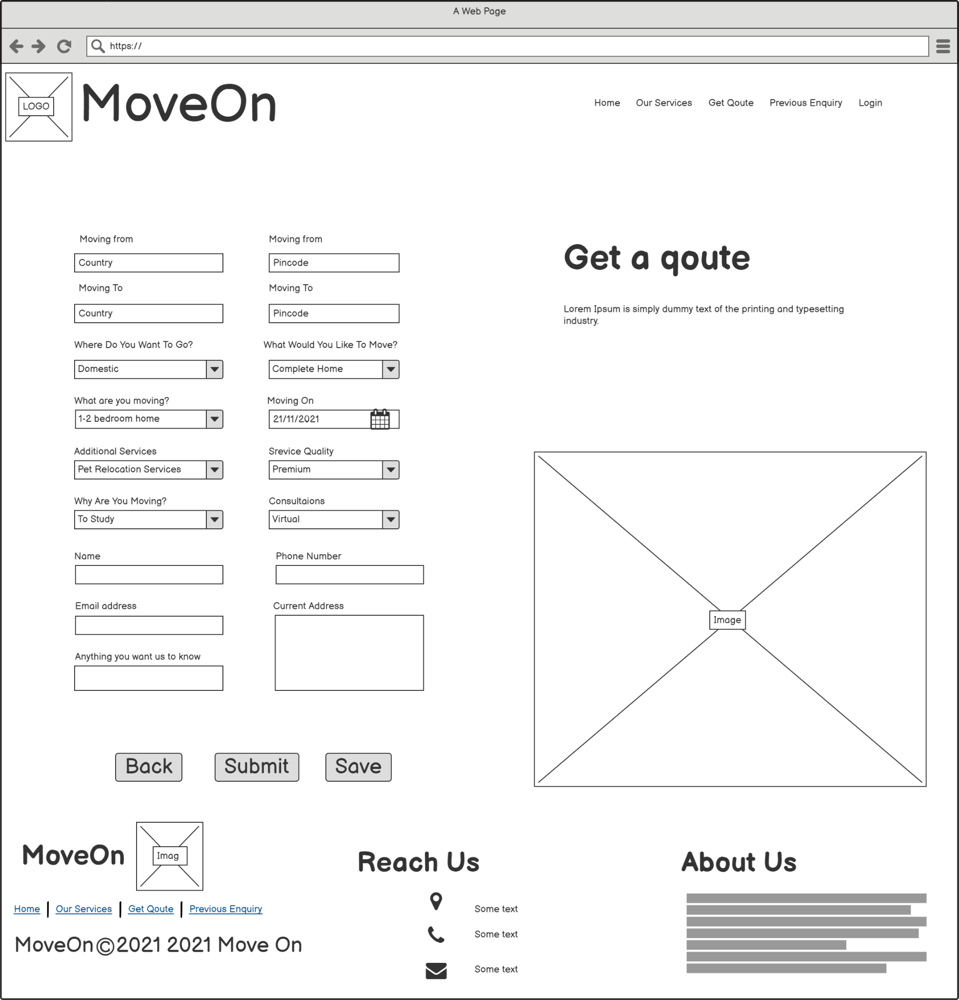 A Web Page
https://
LOGO
MoveOn
Home Our Services Get Qoute Previous Enquiry Login
Moving from Moving from
Country Pincode
Moving To Moving To
Country Pincode
Where Do You Want To Go? What Would You Like To Move?
Domestic Complete Home
What are you moving? Moving On
1-2 bedroom home 21/11/2021
Additional Services Srevice Quality
Pet Relocation Services Premium
Why Are You Moving? Consultaions
To Study Virtual
Name Phone Number
Email address Current Address
Anything you want us to know
Back Submit Save
Get a qoute
Lorem Ipsum is simply dummy text of the printing and typesetting
industry.
Image
MoveOn
Imag
Home Our Services Get Qoute Previous Enquiry
MoveOn©2021 2021 Move On
Reach Us
Some text
Some text
Some text
About Us